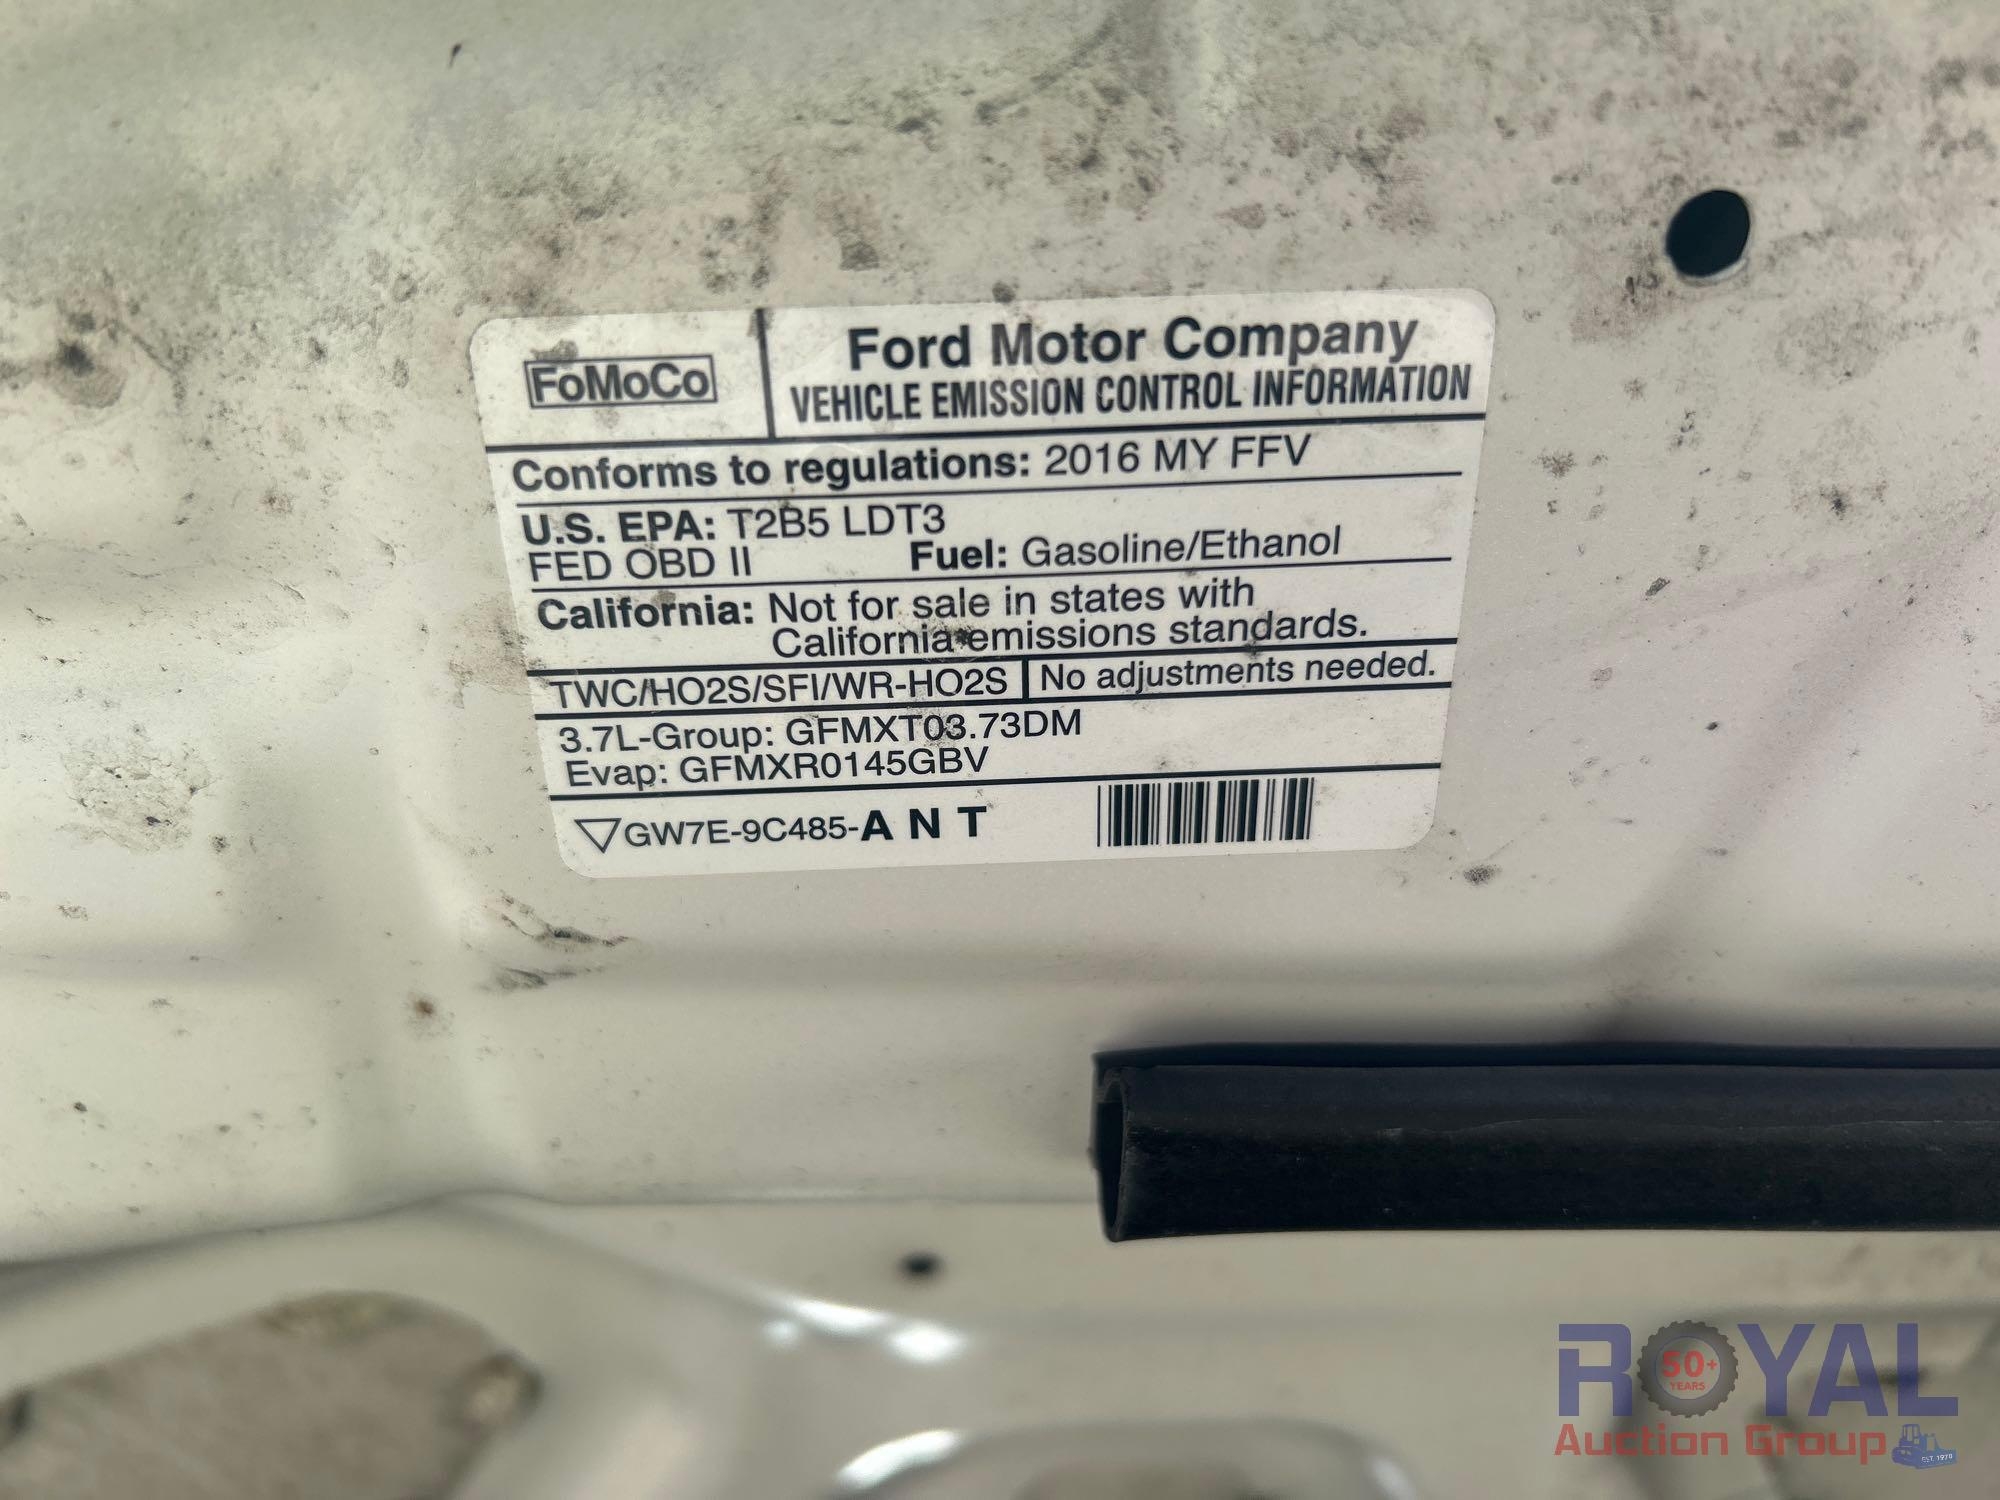 FoMoCo
Ford Motor Company
VEHICLE EMISSION CONTROL INFORMATION
Conforms to regulations: 2016 MY FFV
U.S. EPA: T2B5 LDT3
FED OBD II Fuel: Gasoline/Ethanol
California: Not for sale in states with
California emissions standards.
TWC/HO2S/SFI/WR-HO2S No adjustments needed.
3.7L-Group: GFMXT03.73DM
Evap: GFMXR0145GBV
GW7E-9C485-A N T
ROYAL
50+
YEARS
Auction Group
EST. 1970